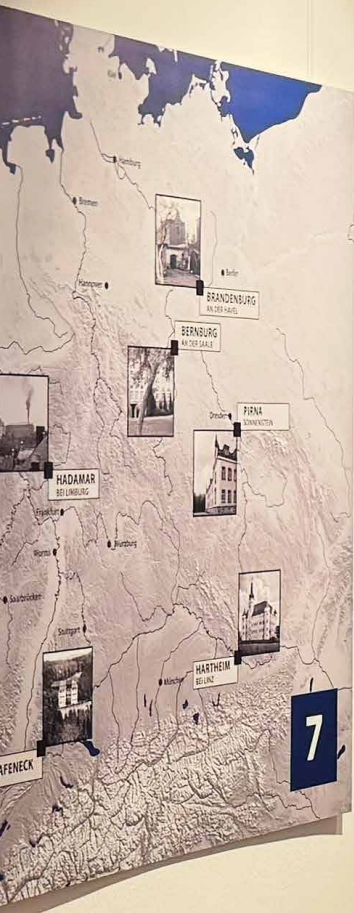 Kiel
Hamburg
Bremen
Berlin
Hannover
BRANDENBURG
AN DER HAVEL
BERNBURG
AN DER SAALE
Dresden
PIRNA
SONNENSTEIN
HADAMAR
BEI LIMBURG
Frankfurt
Würzburg
Worms
Saarbrücken
Stuttgart
HARTHEIM
BEI LINZ
München
AFENECK
7